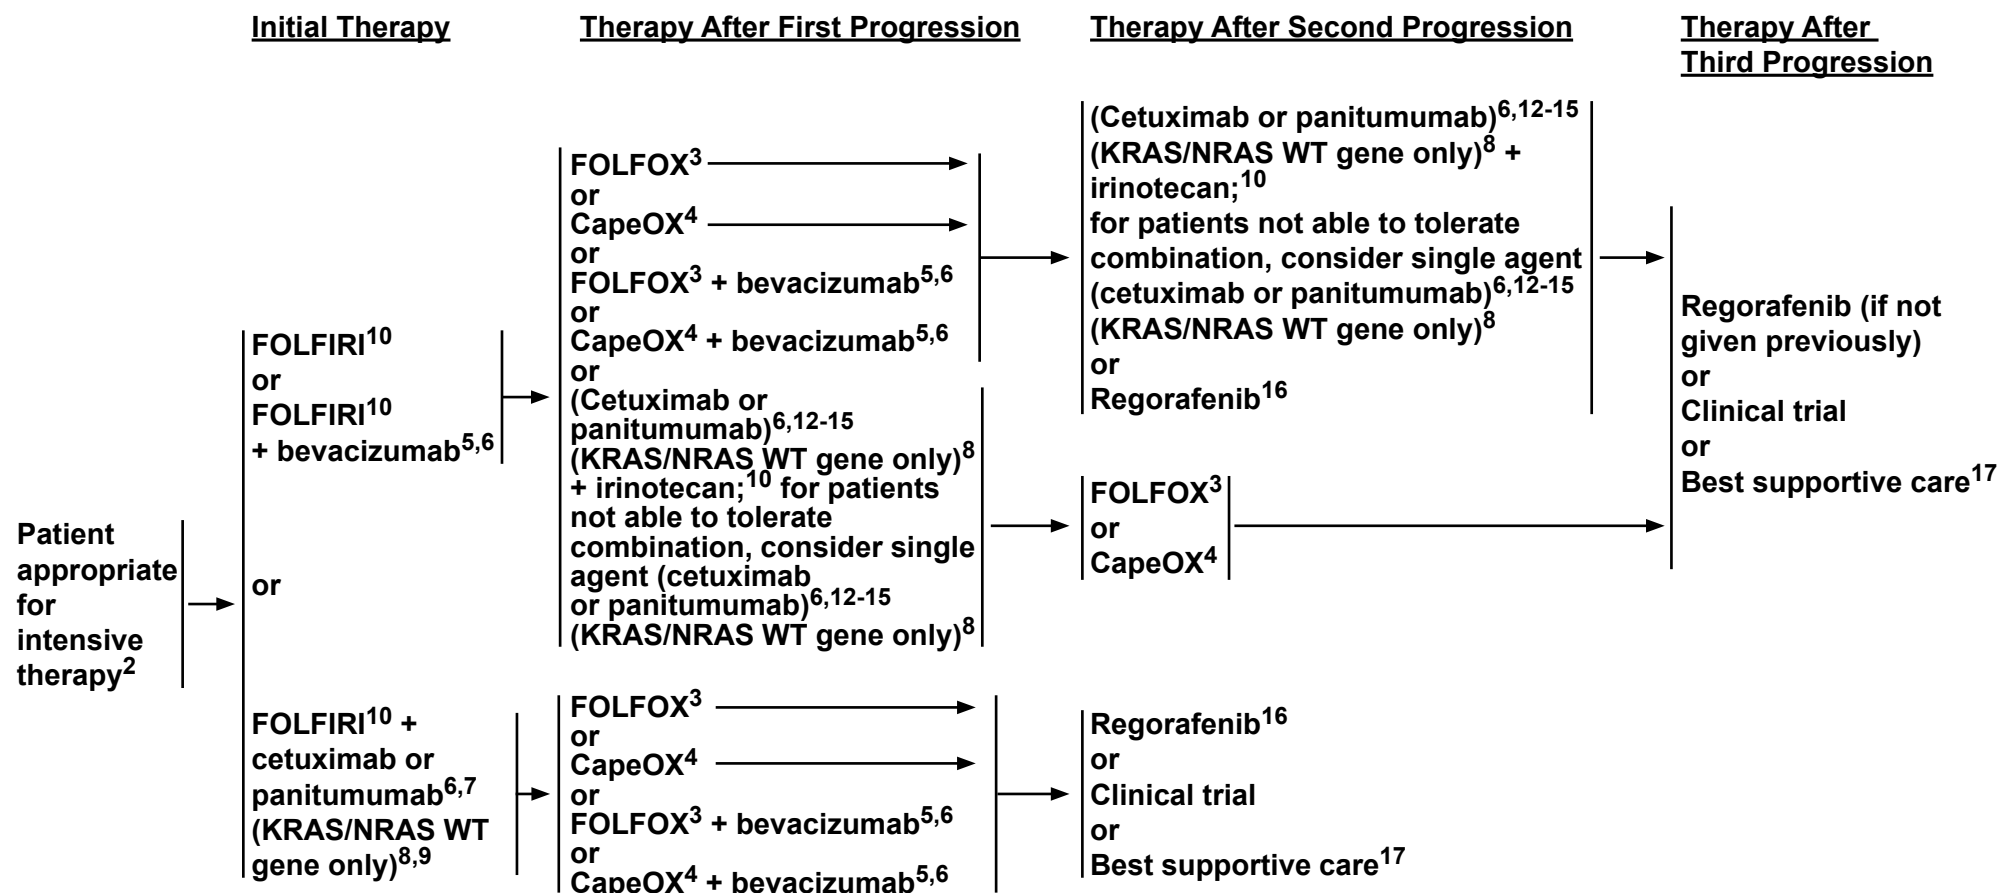 Initial Therapy
Therapy After First Progression
Therapy After Second Progression
Therapy After
Third Progression
Patient
appropriate
for
intensive
therapy2
FOLFIRI10
or
FOLFIRI10
+ bevacizumab5,6
or
FOLFIRI10 +
cetuximab or
panitumumab6,7
(KRAS/NRAS WT
gene only)8,9
FOLFOX3
or
CapeOX4
or
FOLFOX3 + bevacizumab5,6
or
CapeOX4 + bevacizumab5,6
or
(Cetuximab or
panitumumab)6,12-15
(KRAS/NRAS WT gene only)8
+ irinotecan;10 for patients
not able to tolerate
combination, consider single
agent (cetuximab
or panitumumab)6,12-15
(KRAS/NRAS WT gene only)8
FOLFOX3
or
CapeOX4
or
FOLFOX3 + bevacizumab5,6
or
CapeOX4 + bevacizumab5,6
(Cetuximab or panitumumab)6,12-15
(KRAS/NRAS WT gene only)8 +
irinotecan;10
for patients not able to tolerate
combination, consider single agent
(cetuximab or panitumumab)6,12-15
(KRAS/NRAS WT gene only)8
or
Regorafenib16
FOLFOX3
or
CapeOX4
Regorafenib16
or
Clinical trial
or
Best supportive care17
Regorafenib (if not
given previously)
or
Clinical trial
or
Best supportive care17